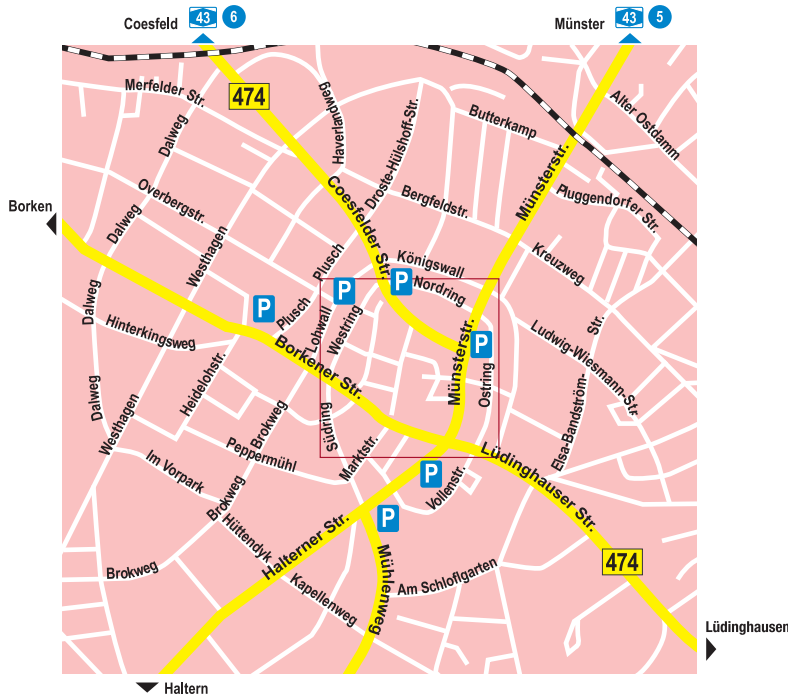 Coesfeld 43 6
Münster 43 5
Merfelder Str.
474
Haverlandweg
Droste-Hülshoff-Str.
Butterkamp
Alter Ostdamm
Dalweg
Münsterstr.
Overbergstr.
Coesfelder Str.
Bergfeldstr.
Pluggendorfer Str.
Borken
Dalweg
Westhagen
Plusch
Königswall
Kreuzweg
Dalweg
P
P
P
Nordring
Plusch
Lohwall
Westring
Hinterkingsweg
Borkener Str.
Münsterstr.
P
Ludwig-Wiesmann-Str.
Elsa-Bandström-Str.
Heidelohstr.
Ostring
Dalweg
Westhagen
Brokweg
Südring
Marktstr.
Peppermühl
Im Vorpark
Lüdinghauser Str.
P
Vollenstr.
Brokweg
Hüttendyk
Halterner Str.
P
474
Brokweg
Kapellenweg
Mühlenweg
Am Schloflgarten
Lüdinghausen
Haltern